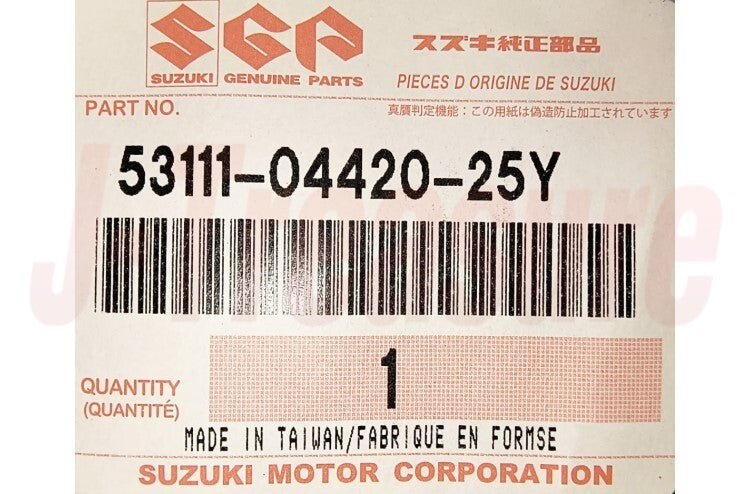 SGP スズキ純正部品
SUZUKI GENUINE PARTS PIECES D ORIGINE DE SUZUKI
PART NO. 真贋判定機能：この用紙は偽造防止加工されています
53111-04420-25Y
QUANTITY 1
(QUANTITÉ)
MADE IN TAIWAN/FABRIQUE EN FORMSE
SUZUKI MOTOR CORPORATION